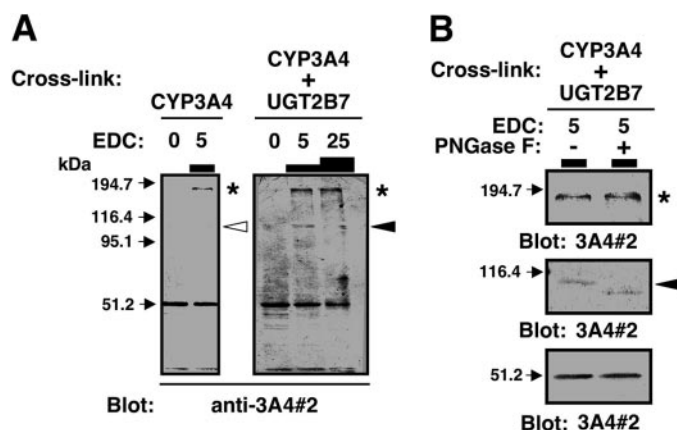 A
Cross-link:
CYP3A4
CYP3A4
+
UGT2B7
EDC: 0 5 0 5 25
kDa
194.7
*
*
116.4
95.1
51.2
Blot: anti-3A4#2
B
Cross-link:
CYP3A4
+
UGT2B7
EDC: 5 5
PNGase F: - +
194.7
*
Blot: 3A4#2
116.4
Blot: 3A4#2
51.2
Blot: 3A4#2